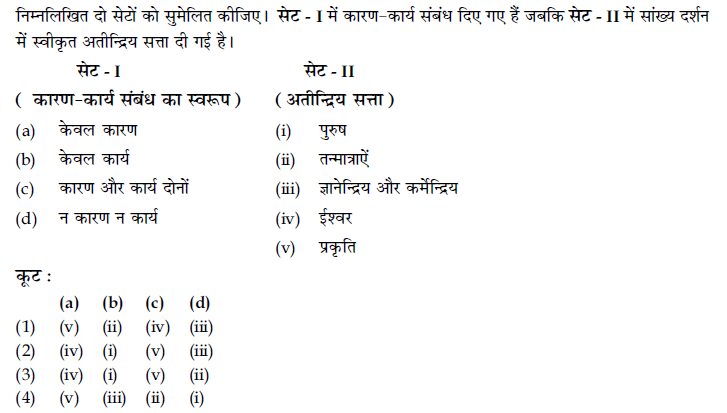 निम्नलिखित दो सेटों को सुमेलित कीजिए। सेट - I में कारण-कार्य संबंध दिए गए हैं जबकि सेट - II में सांख्य दर्शन
में स्वीकृत अतीन्द्रिय सत्ता दी गई है।
सेट - I सेट - II
( कारण-कार्य संबंध का स्वरूप ) ( अतीन्द्रिय सत्ता )
(a) केवल कारण (i) पुरुष
(b) केवल कार्य (ii) तन्मात्राऐं
(c) कारण और कार्य दोनों (iii) ज्ञानेन्द्रिय और कर्मेन्द्रिय
(d) न कारण न कार्य (iv) ईश्वर
(v) प्रकृति
कूट :
(a) (b) (c) (d)
(1) (v) (ii) (iv) (iii)
(2) (iv) (i) (v) (iii)
(3) (iv) (i) (v) (ii)
(4) (v) (iii) (ii) (i)